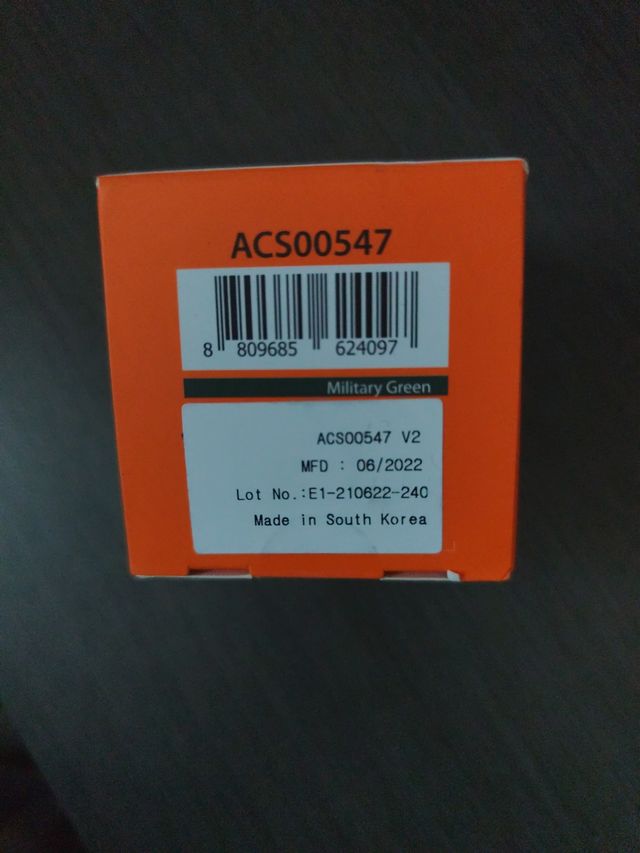 ACS00547
8 809685 624097
Military Green
ACS00547 V2
MFD : 06/2022
Lot No.:E1-210622-240
Made in South Korea